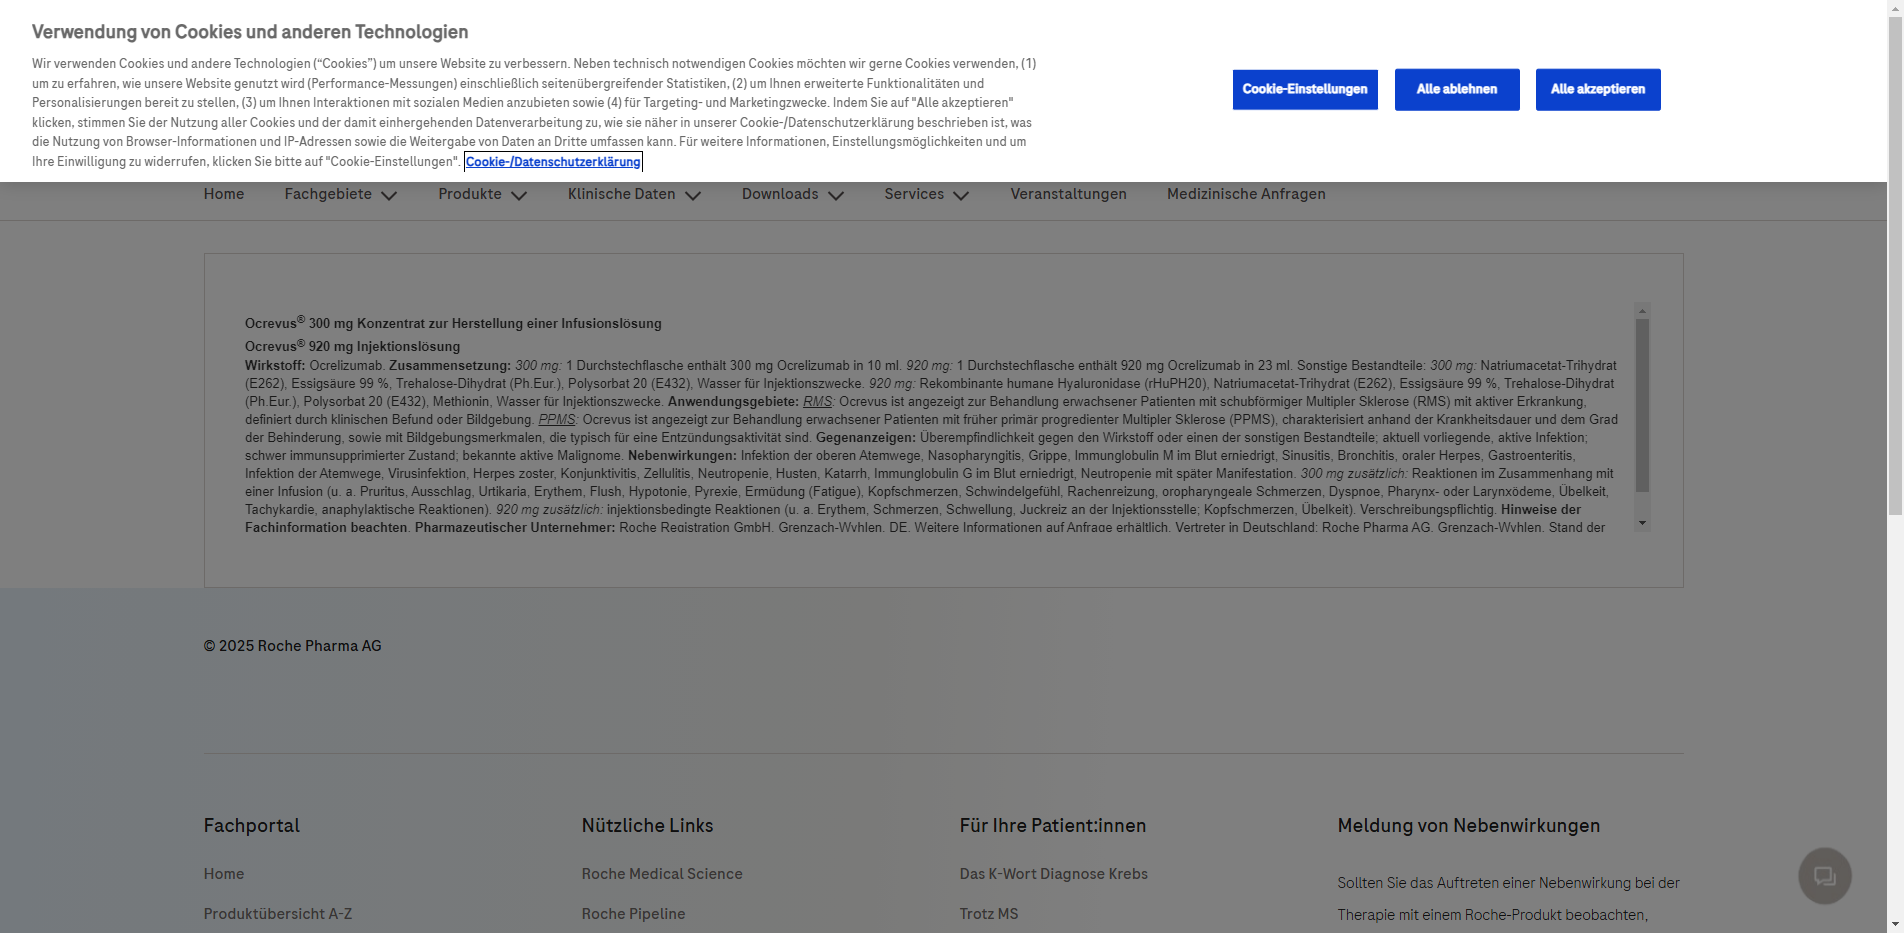 Verwendung von Cookies und anderen Technologien
Wir verwenden Cookies und andere Technologien (“Cookies”) um unsere Website zu verbessern. Neben technisch notwendigen Cookies möchten wir gerne Cookies verwenden, (1)
um zu erfahren, wie unsere Website genutzt wird (Performance-Messungen) einschließlich seitenübergreifender Statistiken, (2) um Ihnen erweiterte Funktionalitäten und
Personalisierungen bereit zu stellen, (3) um Ihnen Interaktionen mit sozialen Medien anzubieten sowie (4) für Targeting- und Marketingzwecke. Indem Sie auf "Alle akzeptieren"
klicken, stimmen Sie der Nutzung aller Cookies und der damit einhergehenden Datenverarbeitung zu, wie sie näher in unserer Cookie-/Datenschutzerklärung beschrieben ist, was
die Nutzung von Browser-Informationen und IP-Adressen sowie die Weitergabe von Daten an Dritte umfassen kann. Für weitere Informationen, Einstellungsmöglichkeiten und um
Ihre Einwilligung zu widerrufen, klicken Sie bitte auf "Cookie-Einstellungen". Cookie-/Datenschutzerklärung
Cookie-Einstellungen
Alle ablehnen
Alle akzeptieren
Home Fachgebiete Produkte Klinische Daten Downloads Services Veranstaltungen Medizinische Anfragen
Ocrevus® 300 mg Konzentrat zur Herstellung einer Infusionslösung
Ocrevus® 920 mg Injektionslösung
Wirkstoff: Ocrelizumab. Zusammensetzung: 300 mg: 1 Durchstechflasche enthält 300 mg Ocrelizumab in 10 ml. 920 mg: 1 Durchstechflasche enthält 920 mg Ocrelizumab in 23 ml. Sonstige Bestandteile: 300 mg: Natriumacetat-Trihydrat
(E262), Essigsäure 99 %, Trehalose-Dihydrat (Ph.Eur.), Polysorbat 20 (E432), Wasser für Injektionszwecke. 920 mg: Rekombinante humane Hyaluronidase (rHuPH20), Natriumacetat-Trihydrat (E262), Essigsäure 99 %, Trehalose-Dihydrat
(Ph.Eur.), Polysorbat 20 (E432), Methionin, Wasser für Injektionszwecke. Anwendungsgebiete: RMS: Ocrevus ist angezeigt zur Behandlung erwachsener Patienten mit schubförmiger Multipler Sklerose (RMS) mit aktiver Erkrankung,
definiert durch klinischen Befund oder Bildgebung. PPMS: Ocrevus ist angezeigt zur Behandlung erwachsener Patienten mit früher primär progredienter Multipler Sklerose (PPMS), charakterisiert anhand der Krankheitsdauer und dem Grad
der Behinderung, sowie mit Bildgebungsmerkmalen, die typisch für eine Entzündungsaktivität sind. Gegenanzeigen: Überempfindlichkeit gegen den Wirkstoff oder einen der sonstigen Bestandteile; aktuell vorliegende, aktive Infektion;
schwer immunsupprimierter Zustand; bekannte aktive Malignome. Nebenwirkungen: Infektion der oberen Atemwege, Nasopharyngitis, Grippe, Immunglobulin M im Blut erniedrigt, Sinusitis, Bronchitis, oraler Herpes, Gastroenteritis,
Infektion der Atemwege, Virusinfektion, Herpes zoster, Konjunktivitis, Zellulitis, Neutropenie, Husten, Katarrh, Immunglobulin G im Blut erniedrigt, Neutropenie mit später Manifestation. 300 mg zusätzlich: Reaktionen im Zusammenhang mit
einer Infusion (u. a. Pruritus, Ausschlag, Urtikaria, Erythem, Flush, Hypotonie, Pyrexie, Ermüdung (Fatigue), Kopfschmerzen, Schwindelgefühl, Rachenreizung, oropharyngeale Schmerzen, Dyspnoe, Pharynx- oder Larynxödeme, Übelkeit,
Tachykardie, anaphylaktische Reaktionen). 920 mg zusätzlich: injektionsbedingte Reaktionen (u. a. Erythem, Schmerzen, Schwellung, Juckreiz an der Injektionsstelle; Kopfschmerzen, Übelkeit). Verschreibungspflichtig. Hinweise der
Fachinformation beachten. Pharmazeutischer Unternehmer: Roche Registration GmbH, Grenzach-Wyhlen, DE. Weitere Informationen auf Anfrage erhältlich. Vertreter in Deutschland: Roche Pharma AG, Grenzach-Wyhlen. Stand der
© 2025 Roche Pharma AG
Fachportal
Home
Produktübersicht A-Z
Nützliche Links
Roche Medical Science
Roche Pipeline
Für Ihre Patient:innen
Das K-Wort Diagnose Krebs
Trotz MS
Meldung von Nebenwirkungen
Sollten Sie das Auftreten einer Nebenwirkung bei der
Therapie mit einem Roche-Produkt beobachten,